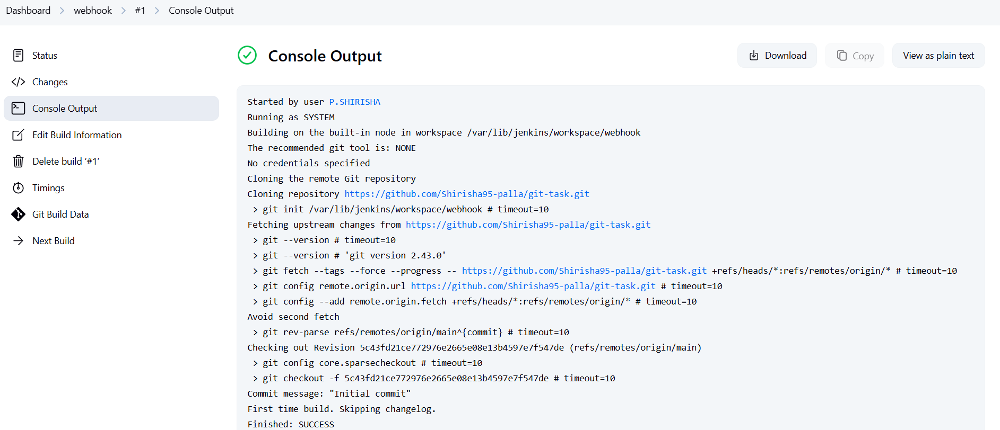 Dashboard > webhook > #1 > Console Output
Status
Changes
Console Output
Edit Build Information
Delete build ‘#1’
Timings
Git Build Data
Next Build
Console Output
Download
Copy
View as plain text
Started by user P.SHIRISHA
Running as SYSTEM
Building on the built-in node in workspace /var/lib/jenkins/workspace/webhook
The recommended git tool is: NONE
No credentials specified
Cloning the remote Git repository
Cloning repository https://github.com/Shirisha95-palla/git-task.git
 > git init /var/lib/jenkins/workspace/webhook # timeout=10
Fetching upstream changes from https://github.com/Shirisha95-palla/git-task.git
 > git --version # timeout=10
 > git --version # 'git version 2.43.0'
 > git fetch --tags --force --progress -- https://github.com/Shirisha95-palla/git-task.git +refs/heads/*:refs/remotes/origin/* # timeout=10
 > git config remote.origin.url https://github.com/Shirisha95-palla/git-task.git # timeout=10
 > git config --add remote.origin.fetch +refs/heads/*:refs/remotes/origin/* # timeout=10
Avoid second fetch
 > git rev-parse refs/remotes/origin/main^{commit} # timeout=10
Checking out Revision 5c43fd21ce772976e2665e08e13b4597e7f547de (refs/remotes/origin/main)
 > git config core.sparsecheckout # timeout=10
 > git checkout -f 5c43fd21ce772976e2665e08e13b4597e7f547de # timeout=10
Commit message: "Initial commit"
First time build. Skipping changelog.
Finished: SUCCESS